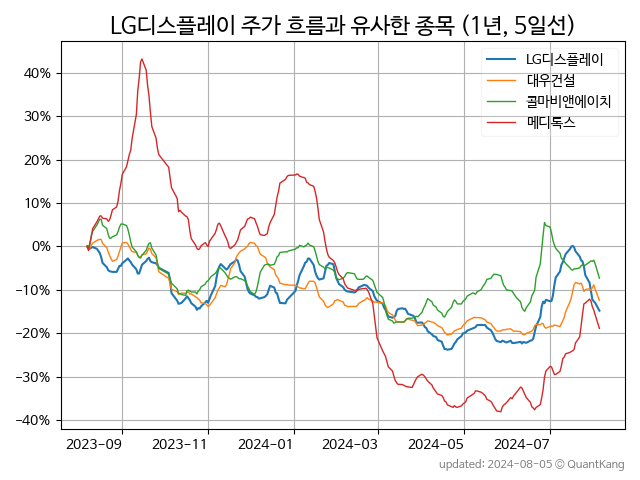 LG디스플레이 주가 흐름과 유사한 종목 (1년, 5일선)
LG디스플레이
대우건설
콜마비앤에이치
메디톡스
40%
30%
20%
10%
0%
−10%
−20%
−30%
−40%
2023-09
2023-11
2024-01
2024-03
2024-05
2024-07
updated: 2024-08-05 © QuantKang